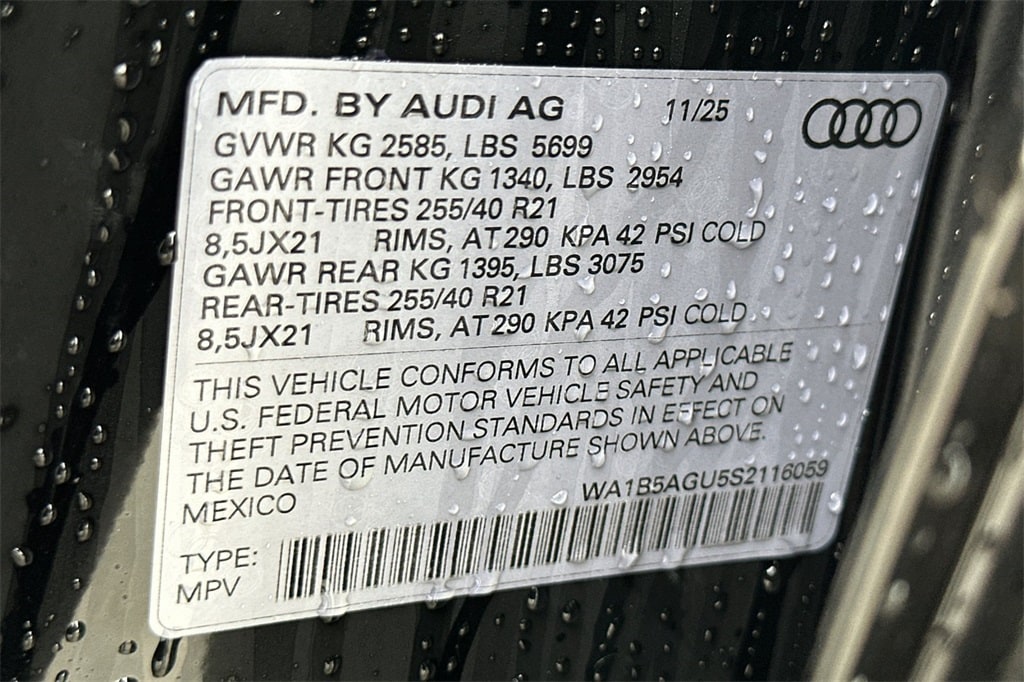 MFD. BY AUDI AG 11/25
GVWR KG 2585, LBS 5699
GAWR FRONT KG 1340, LBS 2954
FRONT-TIRES 255/40 R21
8,5JX21 RIMS, AT 290 KPA 42 PSI COLD
GAWR REAR KG 1395, LBS 3075
REAR-TIRES 255/40 R21
8,5JX21 RIMS, AT 290 KPA 42 PSI COLD
THIS VEHICLE CONFORMS TO ALL APPLICABLE
U.S. FEDERAL MOTOR VEHICLE SAFETY AND
THEFT PREVENTION STANDARDS IN EFFECT ON
THE DATE OF MANUFACTURE SHOWN ABOVE.
MEXICO WA1B5AGU5S2116059
TYPE:
MPV